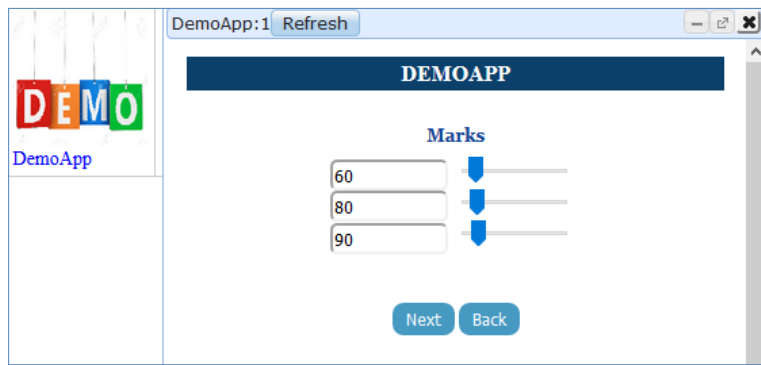 DemoApp:1 Refresh
DEMO
DemoApp
DEMOAPP
Marks
60
80
90
Next Back